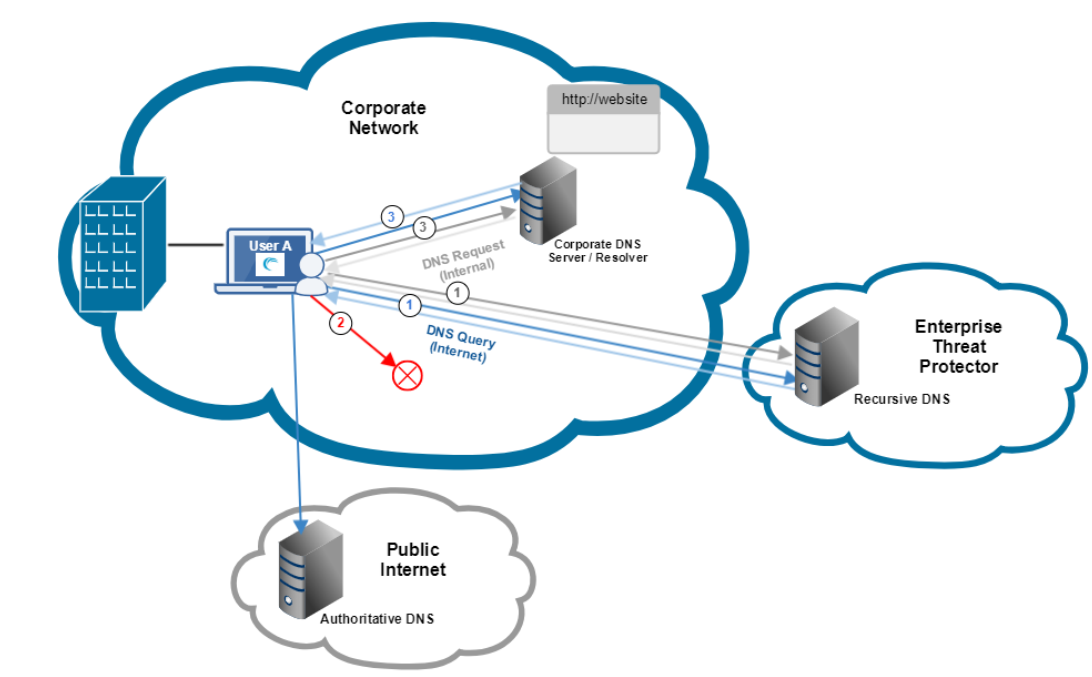 Corporate
Network
http://website
User A
3
3
Corporate DNS
Server / Resolver
DNS Request
(Internal)
1
1
2
DNS Query
(Internet)
Enterprise
Threat
Protector
Recursive DNS
Public
Internet
Authoritative DNS